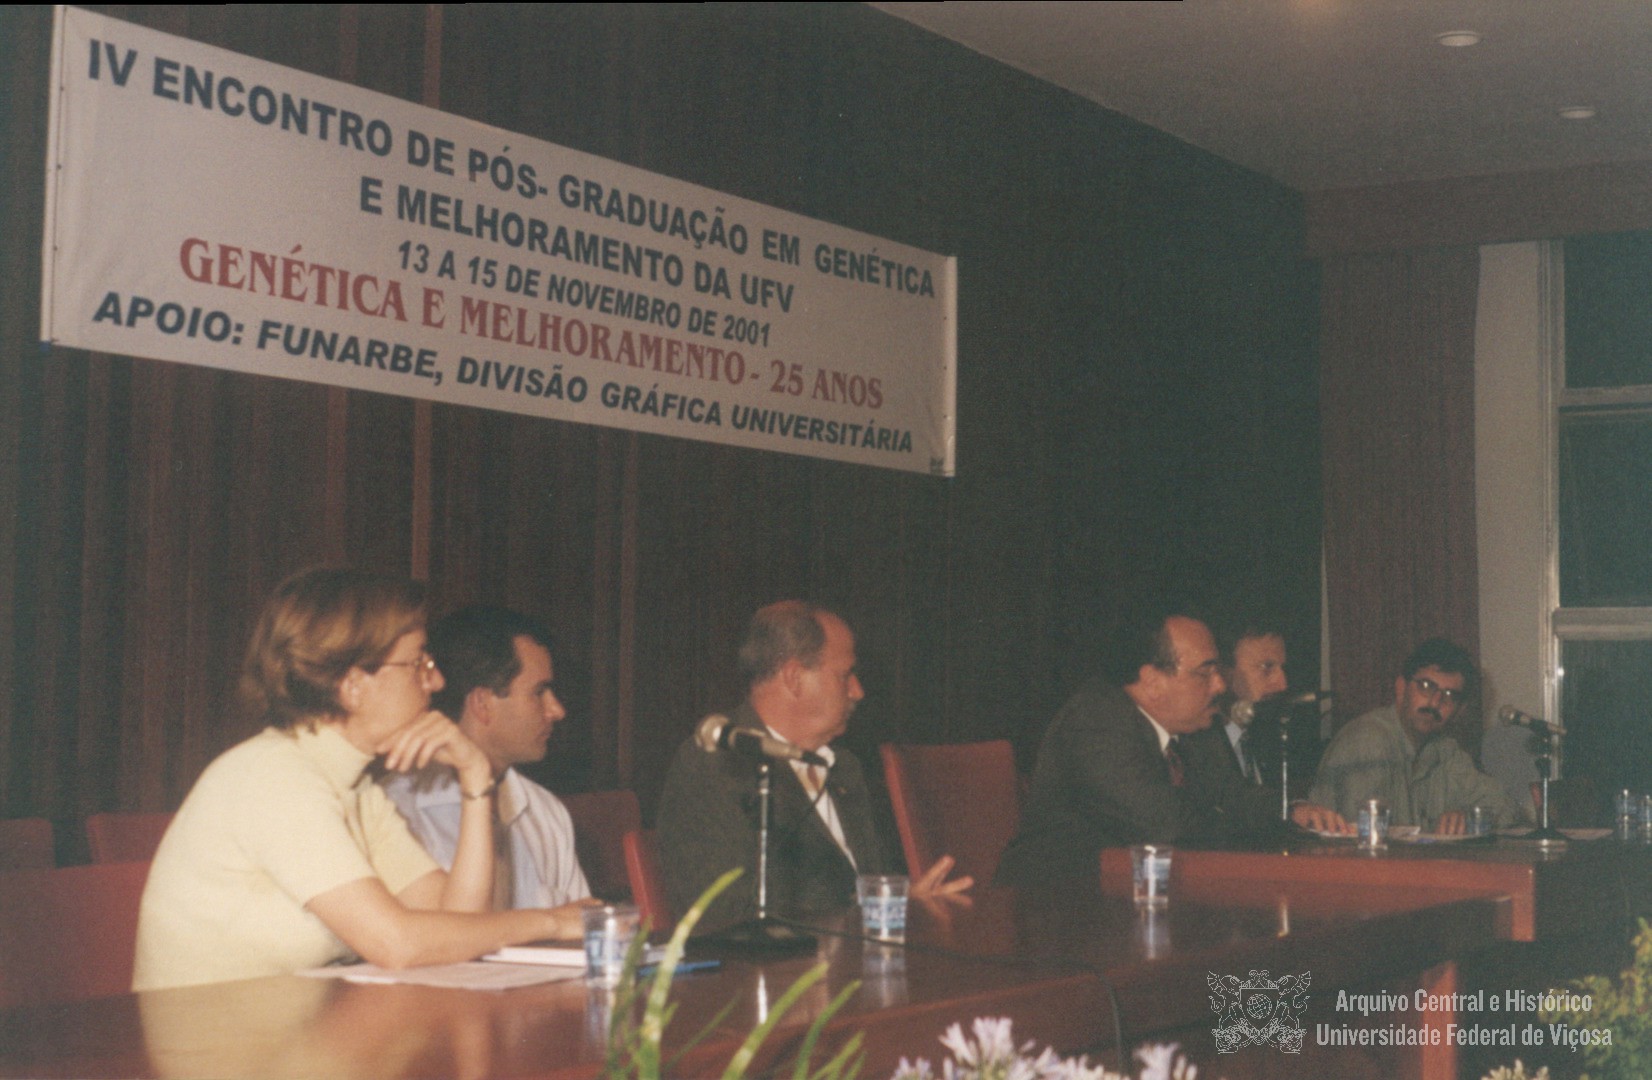 IV ENCONTRO DE PÓS- GRADUAÇÃO EM GENÉTICA
E MELHORAMENTO DA UFV
13 A 15 DE NOVEMBRO DE 2001
GENÉTICA E MELHORAMENTO - 25 ANOS
APOIO: FUNARBE, DIVISÃO GRÁFICA UNIVERSITÁRIA
Arquivo Central e Histórico
Universidade Federal de Viçosa